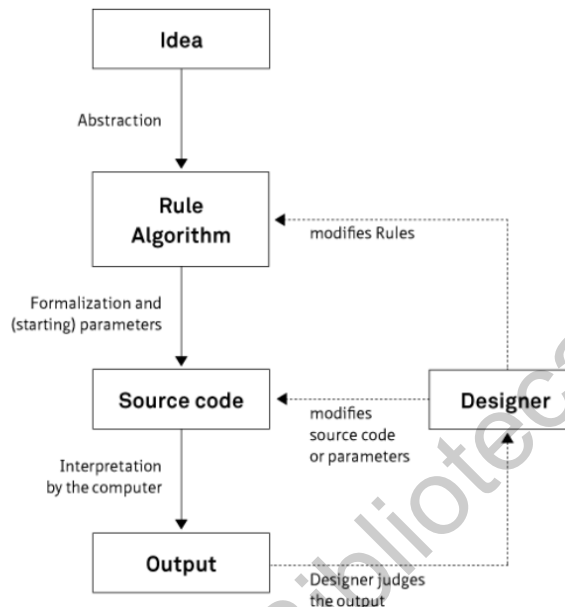 Idea
Abstraction
Rule
Algorithm
modifies Rules
Formalization and
(starting) parameters
Source code
Designer
modifies
source code
or parameters
Interpretation
by the computer
Output
Designer judges
the output